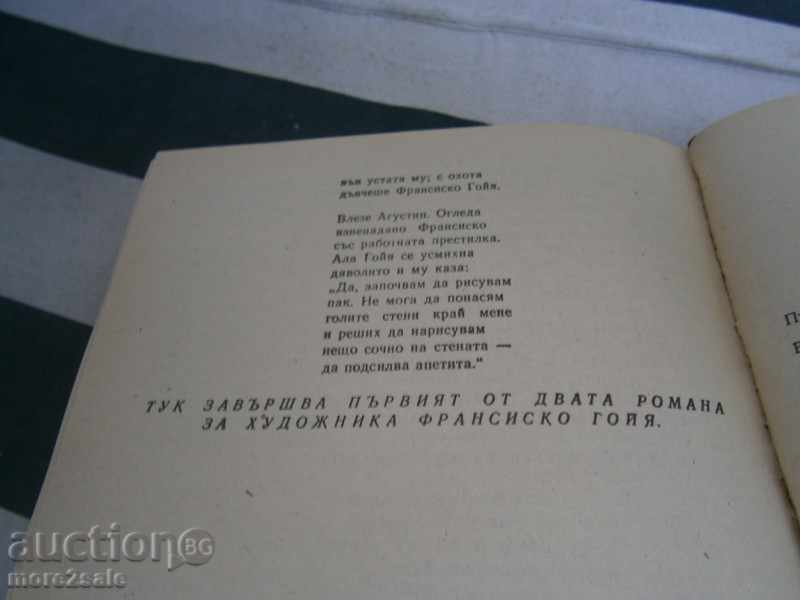 във устата му; с охота
дъвчеше Франсиско Гойя.
Влезе Агустин. Огледа
изненадано Франсиско
със работната престилка.
Ала Гойя се усмихна
дяволито и му каза:
„Да, започвам да рисувам
пак. Не мога да понасям
голите стени край мене
и реших да нарисувам
нещо сочно на стената —
да подсилва апетита.“
ТУК ЗАВЪРШВА ПЪРВИЯТ ОТ ДВАТА РОМАНА
ЗА ХУДОЖНИКА ФРАНСИСКО ГОЙЯ.
auctionBG
more2sale